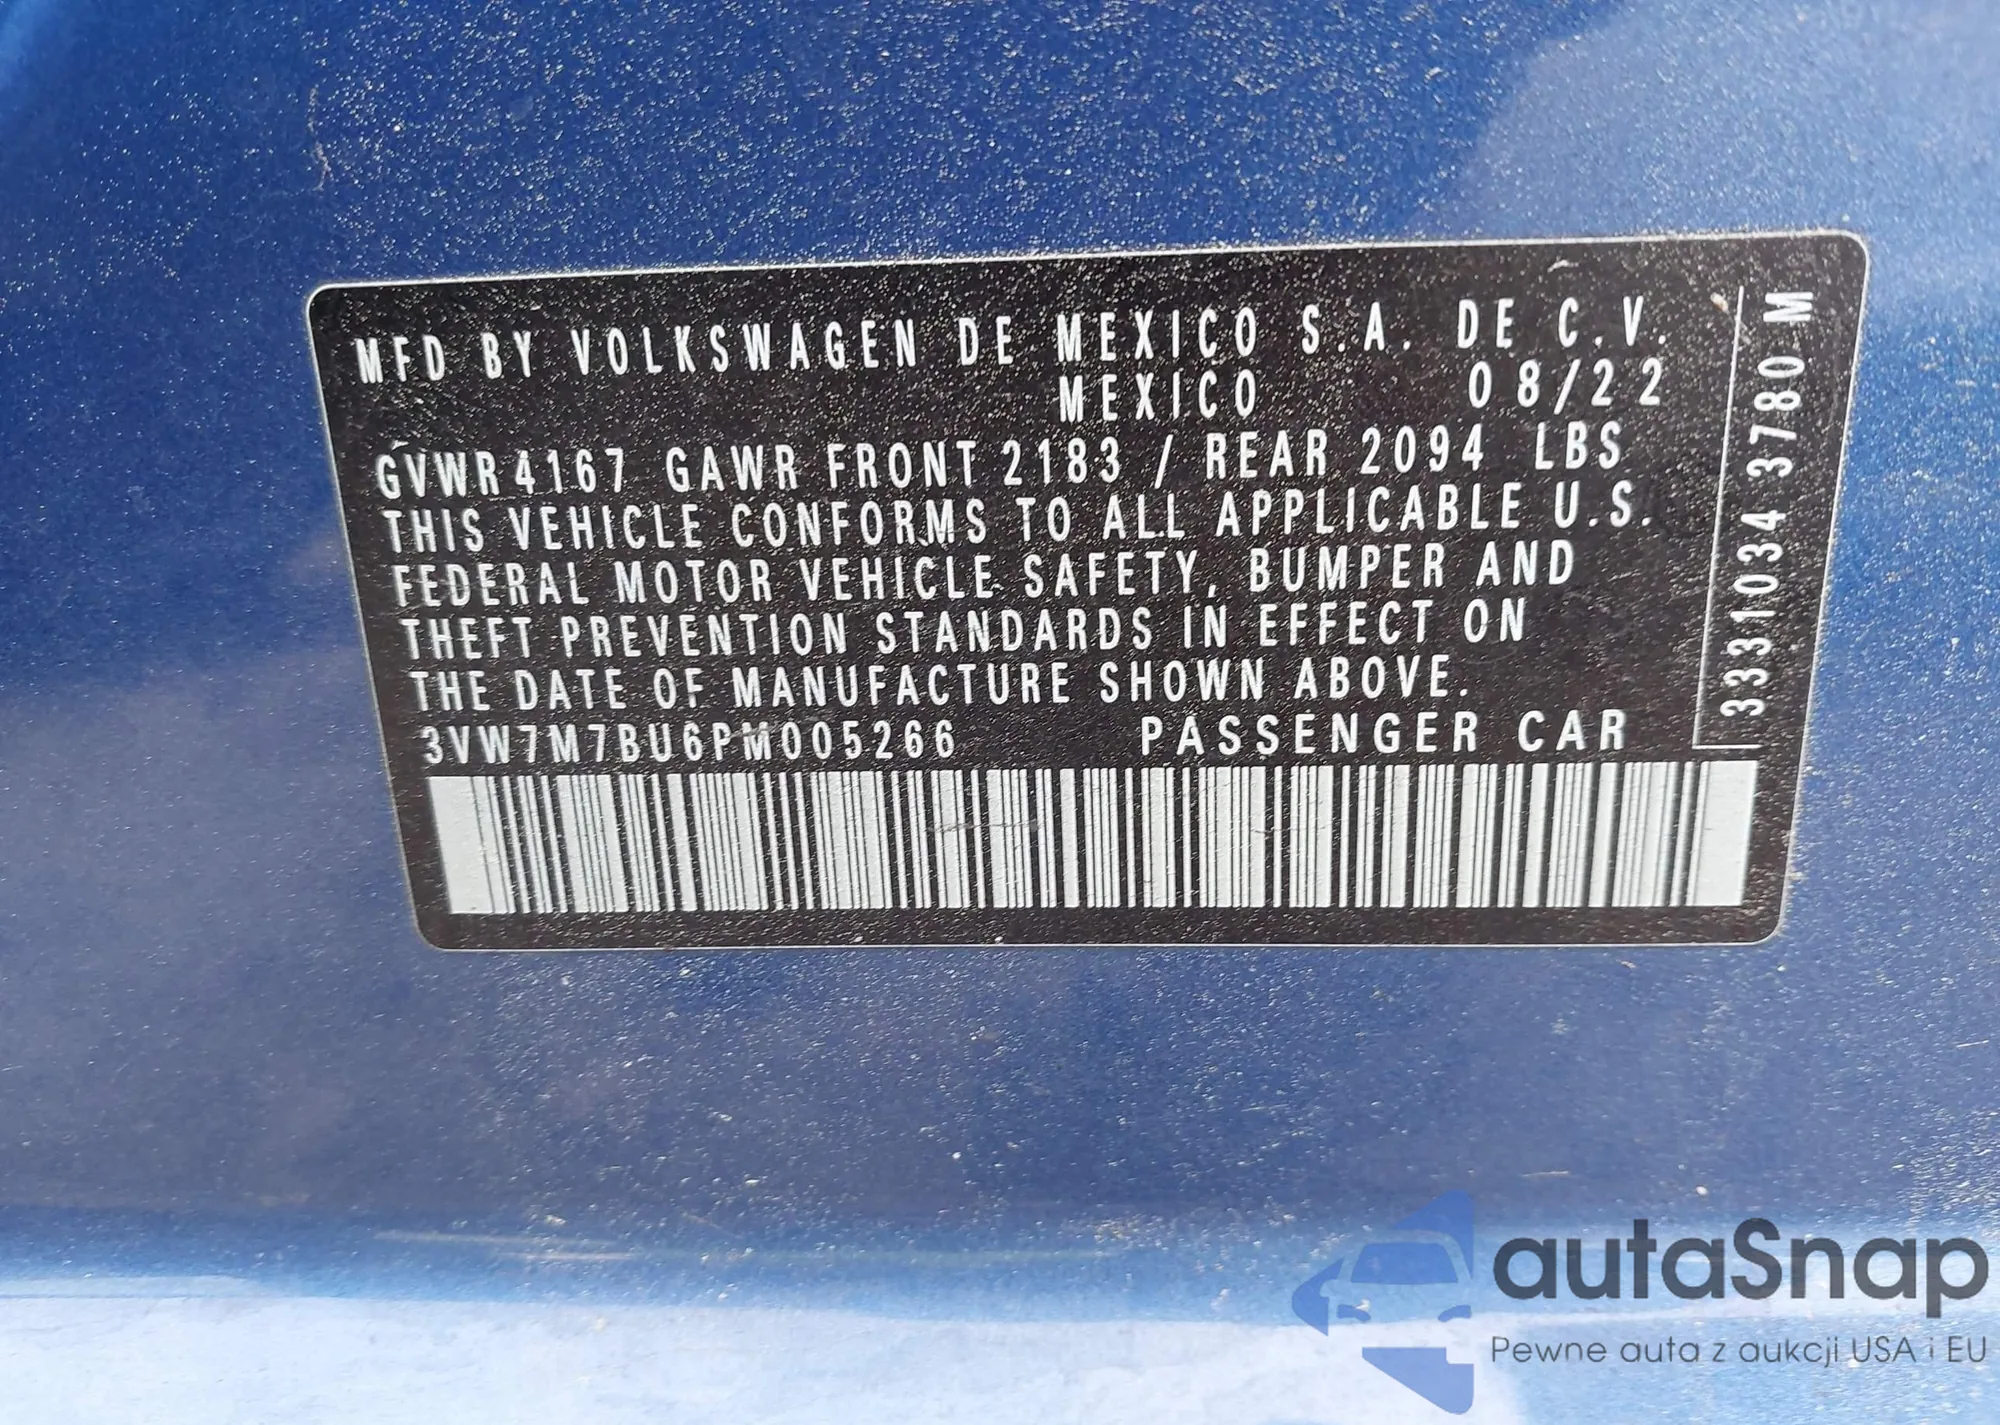 MFD BY VOLKSWAGEN DE MEXICO S.A. DE C.V.
MEXICO 08/22
GVWR 4167 GAWR FRONT 2183 / REAR 2094 LBS
THIS VEHICLE CONFORMS TO ALL APPLICABLE U.S.
FEDERAL MOTOR VEHICLE SAFETY, BUMPER AND
THEFT PREVENTION STANDARDS IN EFFECT ON
THE DATE OF MANUFACTURE SHOWN ABOVE.
3VW7M7BU6PM005266 PASSENGER CAR
3331034 3780 M
autaSnap
Pewne auta z aukcji USA i EU